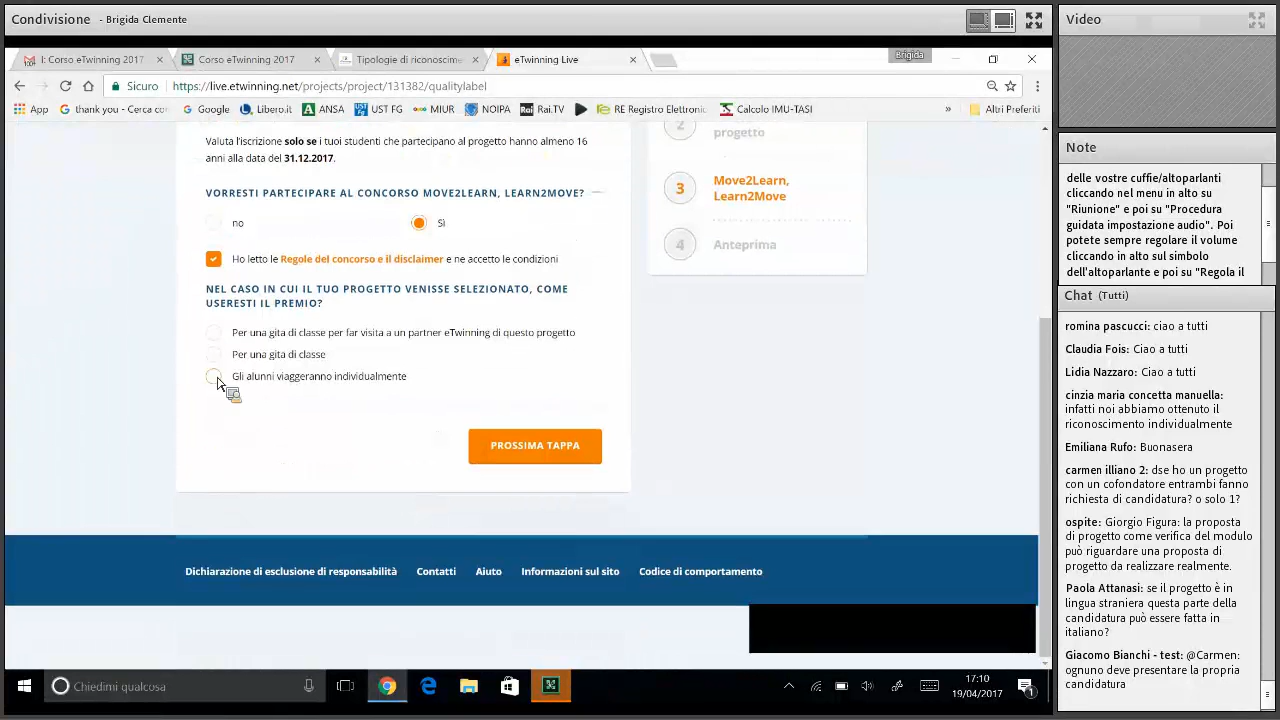 Condivisione - Brigida Clemente
I: Corso eTwinning 2017
Twinning 2017
Tipologie di riconoscime
eTwinning Live
Brigida
Sicuro https://live.etwinning.net/projects/project/131382/qualitylabel
App thank you - Cerca co Google Libero.it ANSA UST FG MIUR NOIPA Rai.TV RE Registro Elettronic Calcolo IMU-TASI » Altri Preferiti
Valuta l'iscrizione solo se i tuoi studenti che partecipano al progetto hanno almeno 16
anni alla data del 31.12.2017.
VORRESTI PARTECIPARE AL CONCORSO MOVE2LEARN, LEARN2MOVE?
no Sì
Ho letto le Regole del concorso e il disclaimer e ne accetto le condizioni
NEL CASO IN CUI IL TUO PROGETTO VENISSE SELEZIONATO, COME
USERESTI IL PREMIO?
Per una gita di classe per far visita a un partner eTwinning di questo progetto
Per una gita di classe
Gli alunni viaggeranno individualmente
PROSSIMA TAPPA
2
progetto
3 Move2Learn,
Learn2Move
4 Anteprima
Dichiarazione di esclusione di responsabilità Contatti Aiuto Informazioni sul sito Codice di comportamento
Chiedimi qualcosa
17:10
19/04/2017
1
Video
Note
delle vostre cuffie/altoparlanti
cliccando nel menu in alto su
"Riunione" e poi su "Procedura
guidata impostazione audio". Poi
potete sempre regolare il volume
cliccando in alto sul simbolo
dell'altoparlante e poi su "Regola il
Chat (Tutti)
romina pascucci: ciao a tutti
Claudia Fois: Ciao a tutti
Lidia Nazzaro: Ciao a tutti
cinzia maria concetta manuella:
infatti noi abbiamo ottenuto il
riconoscimento individualmente
Emiliana Rufo: Buonasera
carmen illiano 2: dse ho un progetto
con un cofondatore entrambi fanno
richiesta di candidatura? o solo 1?
ospite: Giorgio Figura: la proposta
di progetto come verifica del modulo
può riguardare una proposta di
progetto da realizzare realmente.
Paola Attanasi: se il progetto è in
lingua straniera questa parte della
candidatura può essere fatta in
italiano?
Giacomo Bianchi - test: @Carmen:
ognuno deve presentare la propria
candidatura